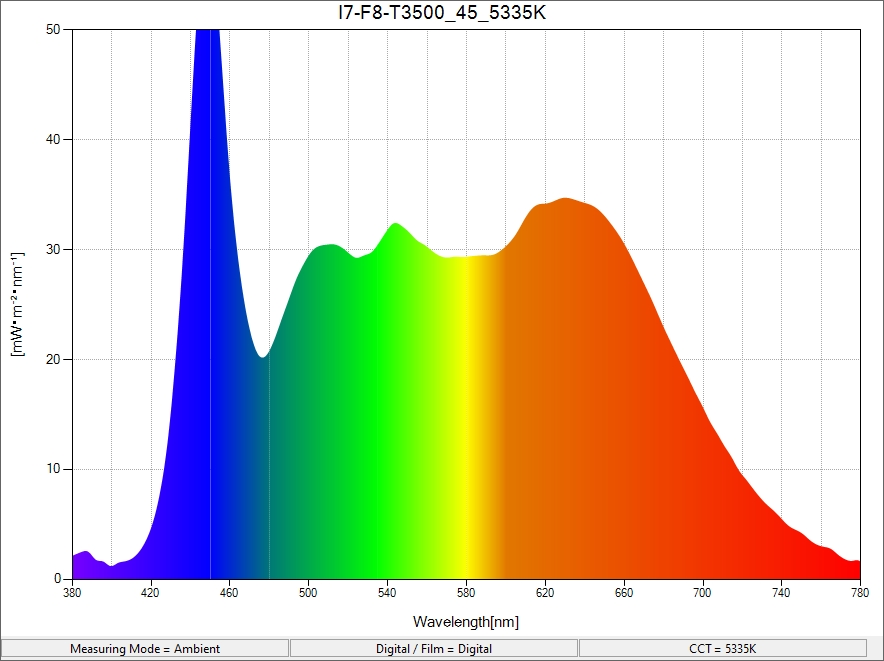 I7-F8-T3500_45_5335K
50
40
30
20
10
0
[mW•m⁻²•nm⁻¹]
380 420 460 500 540 580 620 660 700 740 780
Wavelength[nm]
Measuring Mode = Ambient Digital / Film = Digital CCT = 5335K